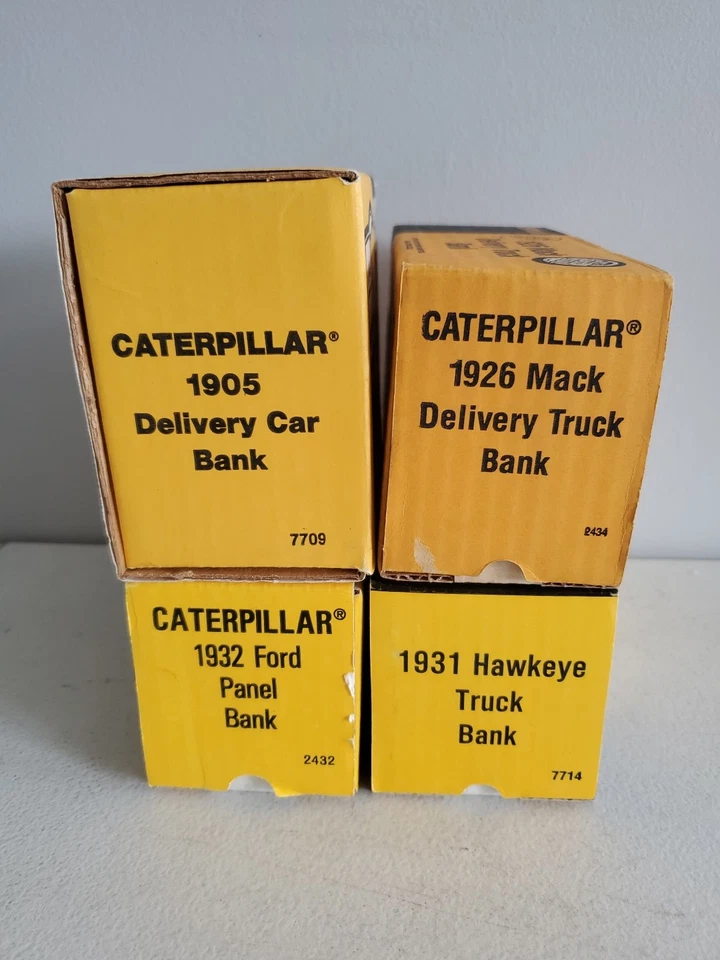 CATERPILLAR®
1905
Delivery Car
Bank
7709
CATERPILLAR®
1926 Mack
Delivery Truck
Bank
2434
CATERPILLAR®
1932 Ford
Panel
Bank
2432
1931 Hawkeye
Truck
Bank
7714